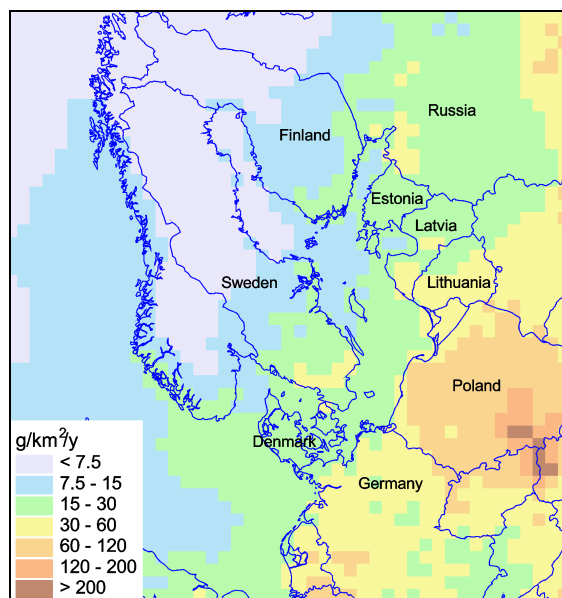 Russia
Finland
Estonia
Latvia
Sweden
Lithuania
Poland
Denmark
Germany
g/km²/y
< 7.5
7.5 - 15
15 - 30
30 - 60
60 - 120
120 - 200
> 200